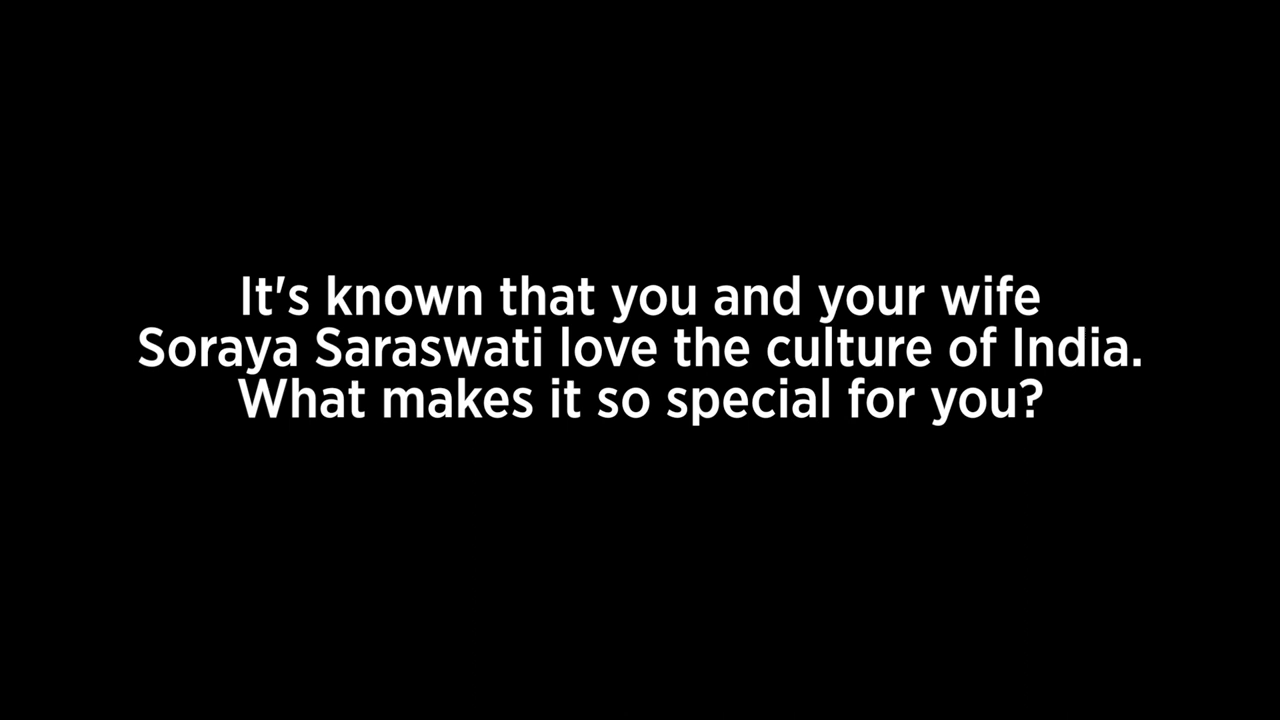 It's known that you and your wife
Soraya Saraswati love the culture of India.
What makes it so special for you?